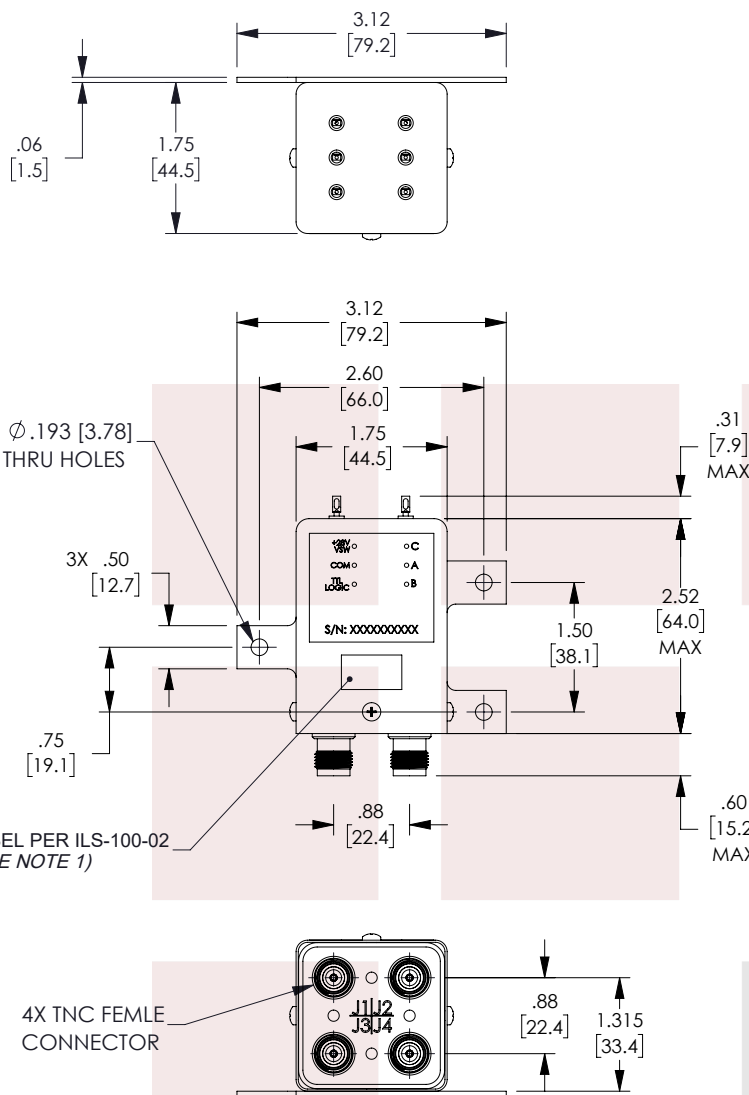 3.12
[79.2]
.06
[1.5]
1.75
[44.5]
3.12
[79.2]
2.60
[66.0]
1.75
[44.5]
Ø.193 [3.78]
THRU HOLES
.31
[7.9]
MAX
+28V
VSW
C
COM
A
TTL
LOGIC
B
S/N: XXXXXXXXXX
3X .50
[12.7]
1.50
[38.1]
2.52
[64.0]
MAX
.75
[19.1]
.88
[22.4]
.60
[15.2
MAX
PER ILS-100-02
NOTE 1)
4X TNC FEMLE
CONNECTOR
J1 J2
J3 J4
.88
[22.4]
1.315
[33.4]